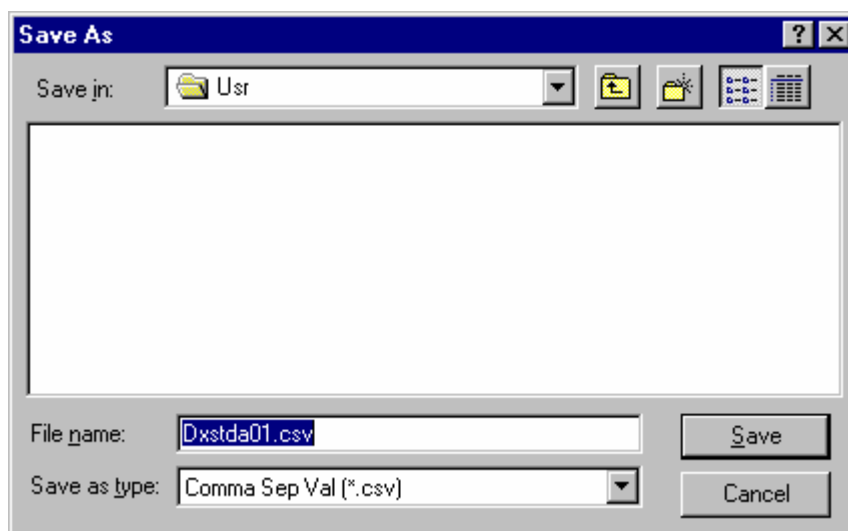 Save As
Save in:
Usr
File name:
Dxstda01.csv
Save
Save as type:
Comma Sep Val (*.csv)
Cancel